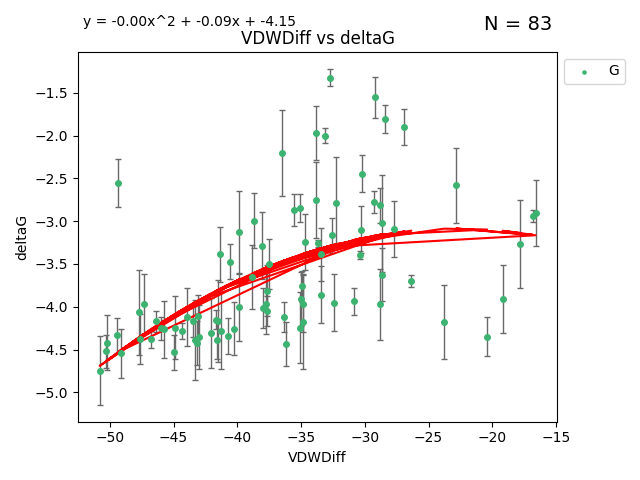 y = -0.00x^2 + -0.09x + -4.15
N = 83
VDWDiff vs deltaG
G
−1.5
−2.0
−2.5
−3.0
−3.5
−4.0
−4.5
−5.0
deltaG
−50
−45
−40
−35
−30
−25
−20
−15
VDWDiff